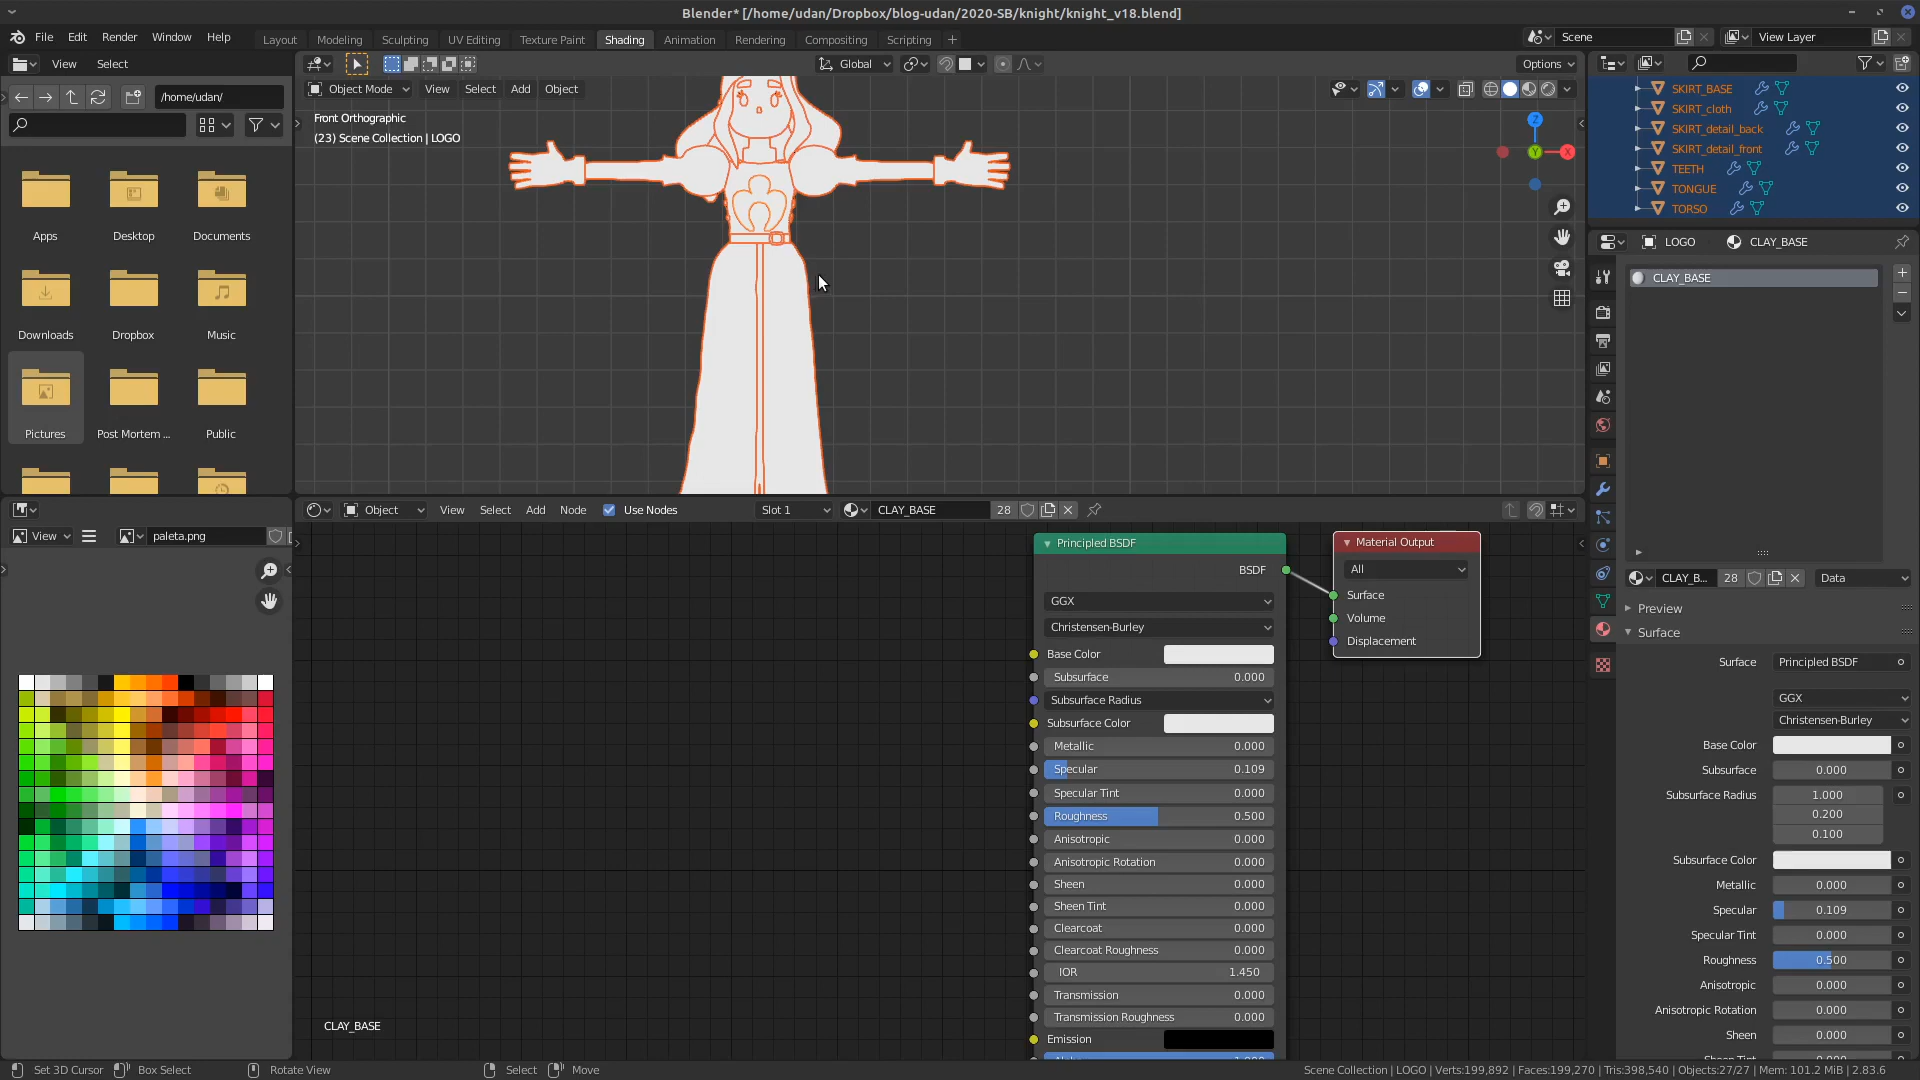 Blender* [/home/udan/Dropbox/blog-udan/2020-SB/knight/knight_v18.blend]
File Edit Render Window Help
Layout Modeling Sculpting UV Editing Texture Paint Shading Animation Rendering Compositing Scripting
Scene View Layer
View Select
Global Options
/home/udan/
Object Mode View Select Add Object
Front Orthographic
(23) Scene Collection | LOGO
Z
Y
X
Apps Desktop Documents
Downloads Dropbox Music
Pictures Post Mortem ... Public
SKIRT_BASE
SKIRT_cloth
SKIRT_detail_back
SKIRT_detail_front
TEETH
TONGUE
TORSO
LOGO CLAY_BASE
CLAY_BASE
CLAY_B... 28 Data
Preview
Surface
Surface Principled BSDF
GGX
Christensen-Burley
Base Color
Subsurface 0.000
Subsurface Radius 1.000
0.200
0.100
Subsurface Color
Metallic 0.000
Specular 0.109
Specular Tint 0.000
Roughness 0.500
Anisotropic 0.000
Anisotropic Rotation 0.000
Sheen 0.000
View paleta.png
Object View Select Add Node Use Nodes Slot 1 CLAY_BASE 28
Principled BSDF
BSDF
GGX
Christensen-Burley
Base Color
Subsurface 0.000
Subsurface Radius
Subsurface Color
Metallic 0.000
Specular 0.109
Specular Tint 0.000
Roughness 0.500
Anisotropic 0.000
Anisotropic Rotation 0.000
Sheen 0.000
Sheen Tint 0.000
Clearcoat 0.000
Clearcoat Roughness 0.000
IOR 1.450
Transmission 0.000
Transmission Roughness 0.000
Emission
Material Output
All
Surface
Volume
Displacement
CLAY_BASE
Set 3D Cursor Box Select Rotate View Select Move
Scene Collection | LOGO | Verts:199,892 | Faces:199,270 | Tris:398,540 | Objects:27/27 | Mem: 101.2 MiB | 2.83.6